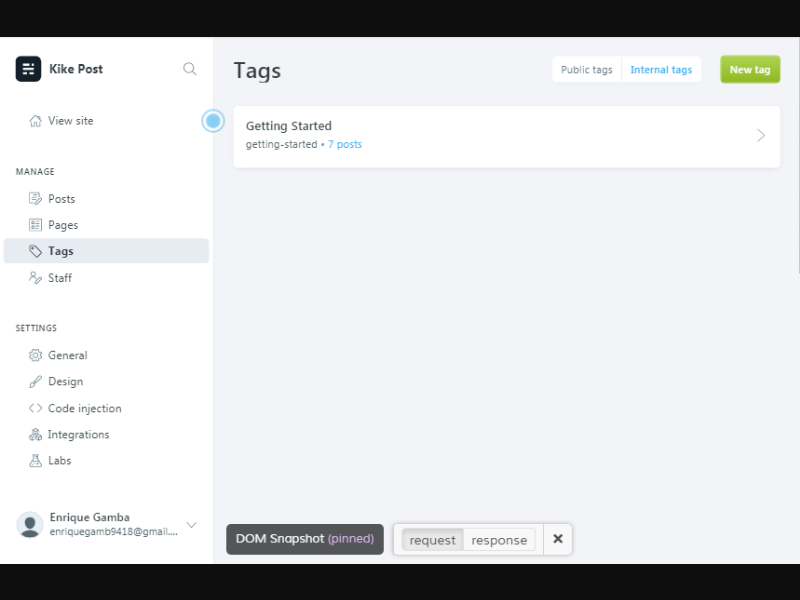 Kike Post
View site
MANAGE
Posts
Pages
Tags
Staff
SETTINGS
General
Design
Code injection
Integrations
Labs
Enrique Gamba
enriquegamb9418@gmail....
Tags
Public tags
Internal tags
New tag
Getting Started
getting-started • 7 posts
DOM Snapshot (pinned)
request
response